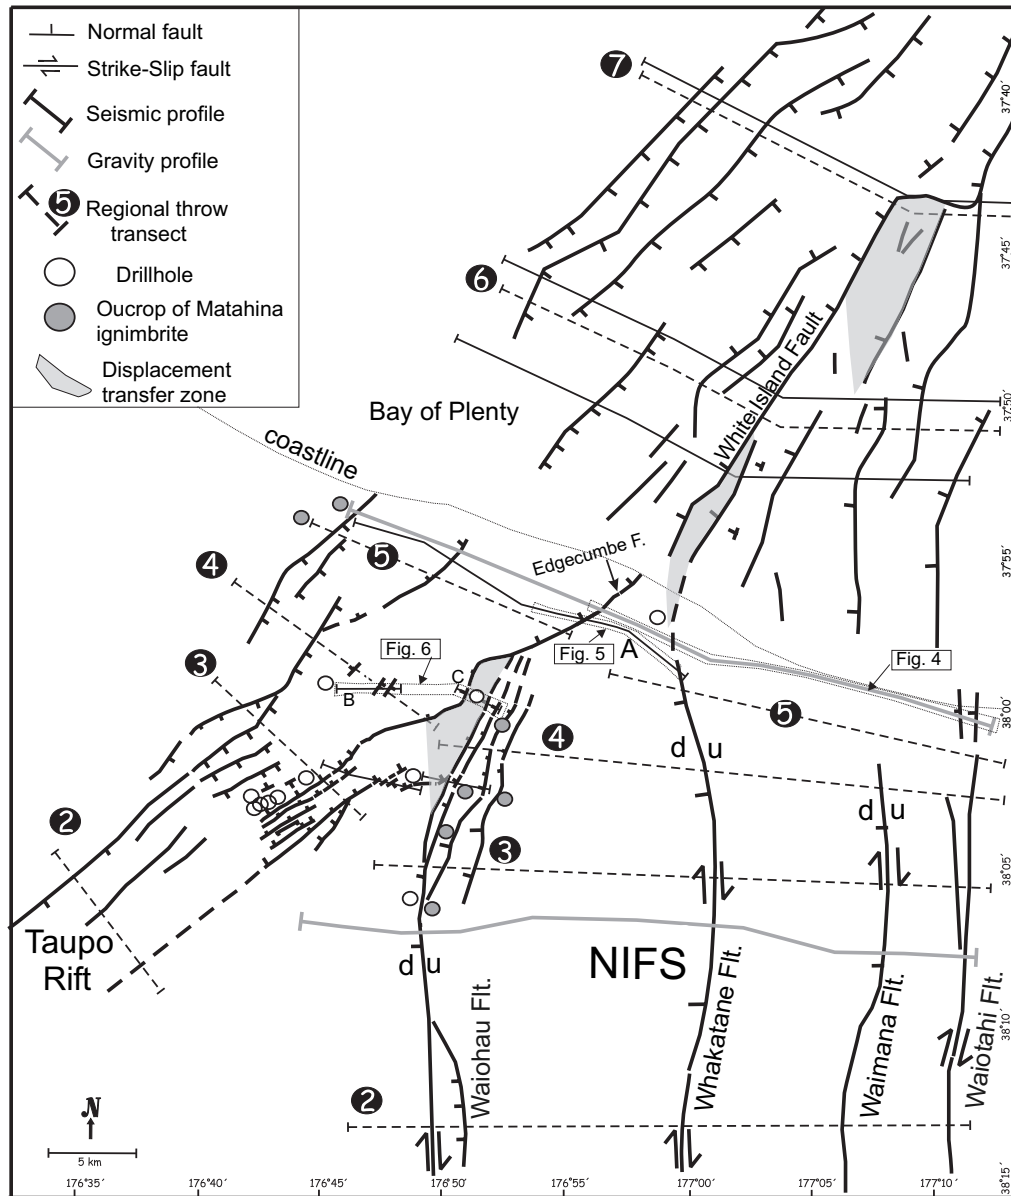 Normal fault
Strike-Slip fault
Seismic profile
Gravity profile
5
Regional throw
transect
Drillhole
Oucrop of Matahina
ignimbrite
Displacement
transfer zone
7
37°40´
37°45´
6
37°50´
White Island Fault
Bay of Plenty
coastline
5
37°55´
Edgecumbe F.
4
Fig. 6
Fig. 5
A
Fig. 4
3
B
C
38°00´
5
4
d u
2
d u
3
38°05´
Taupo
Rift
NIFS
d u
Waiohau Flt.
Whakatane Flt.
Waimana Flt.
Waiotahi Flt.
38°10´
2
N
5 km
38°15´
176°35´
176°40´
176°45´
176°50´
176°55´
177°00´
177°05´
177°10´